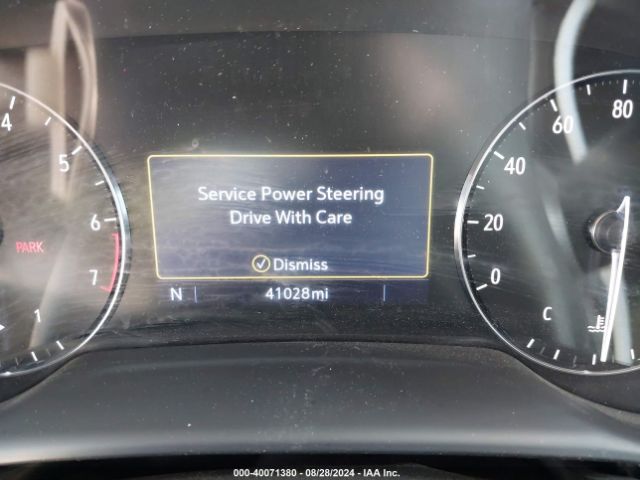 4
5
6
PARK
7
1
Service Power Steering
Drive With Care
Dismiss
N
41028mi
80
60
40
20
0
C
000-40071380 - 08/28/2024 - IAA Inc.